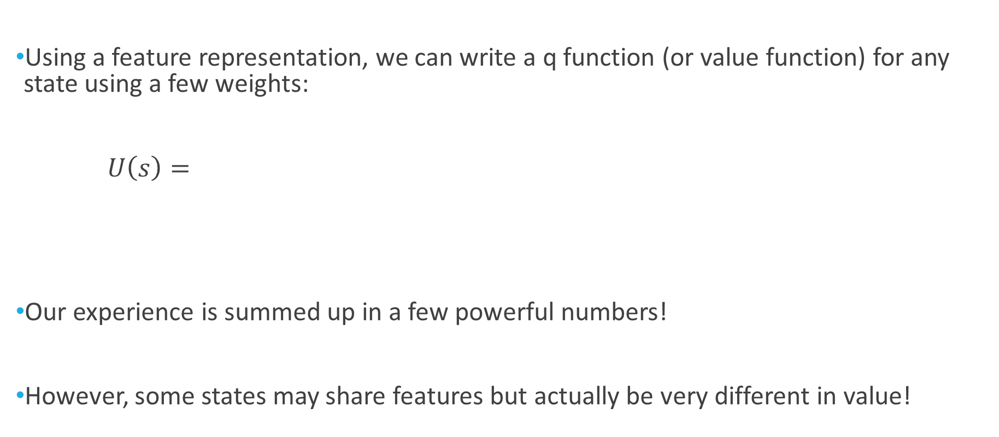 •Using a feature representation, we can write a q function (or value function) for any
state using a few weights:
U(s) =
•Our experience is summed up in a few powerful numbers!
•However, some states may share features but actually be very different in value!